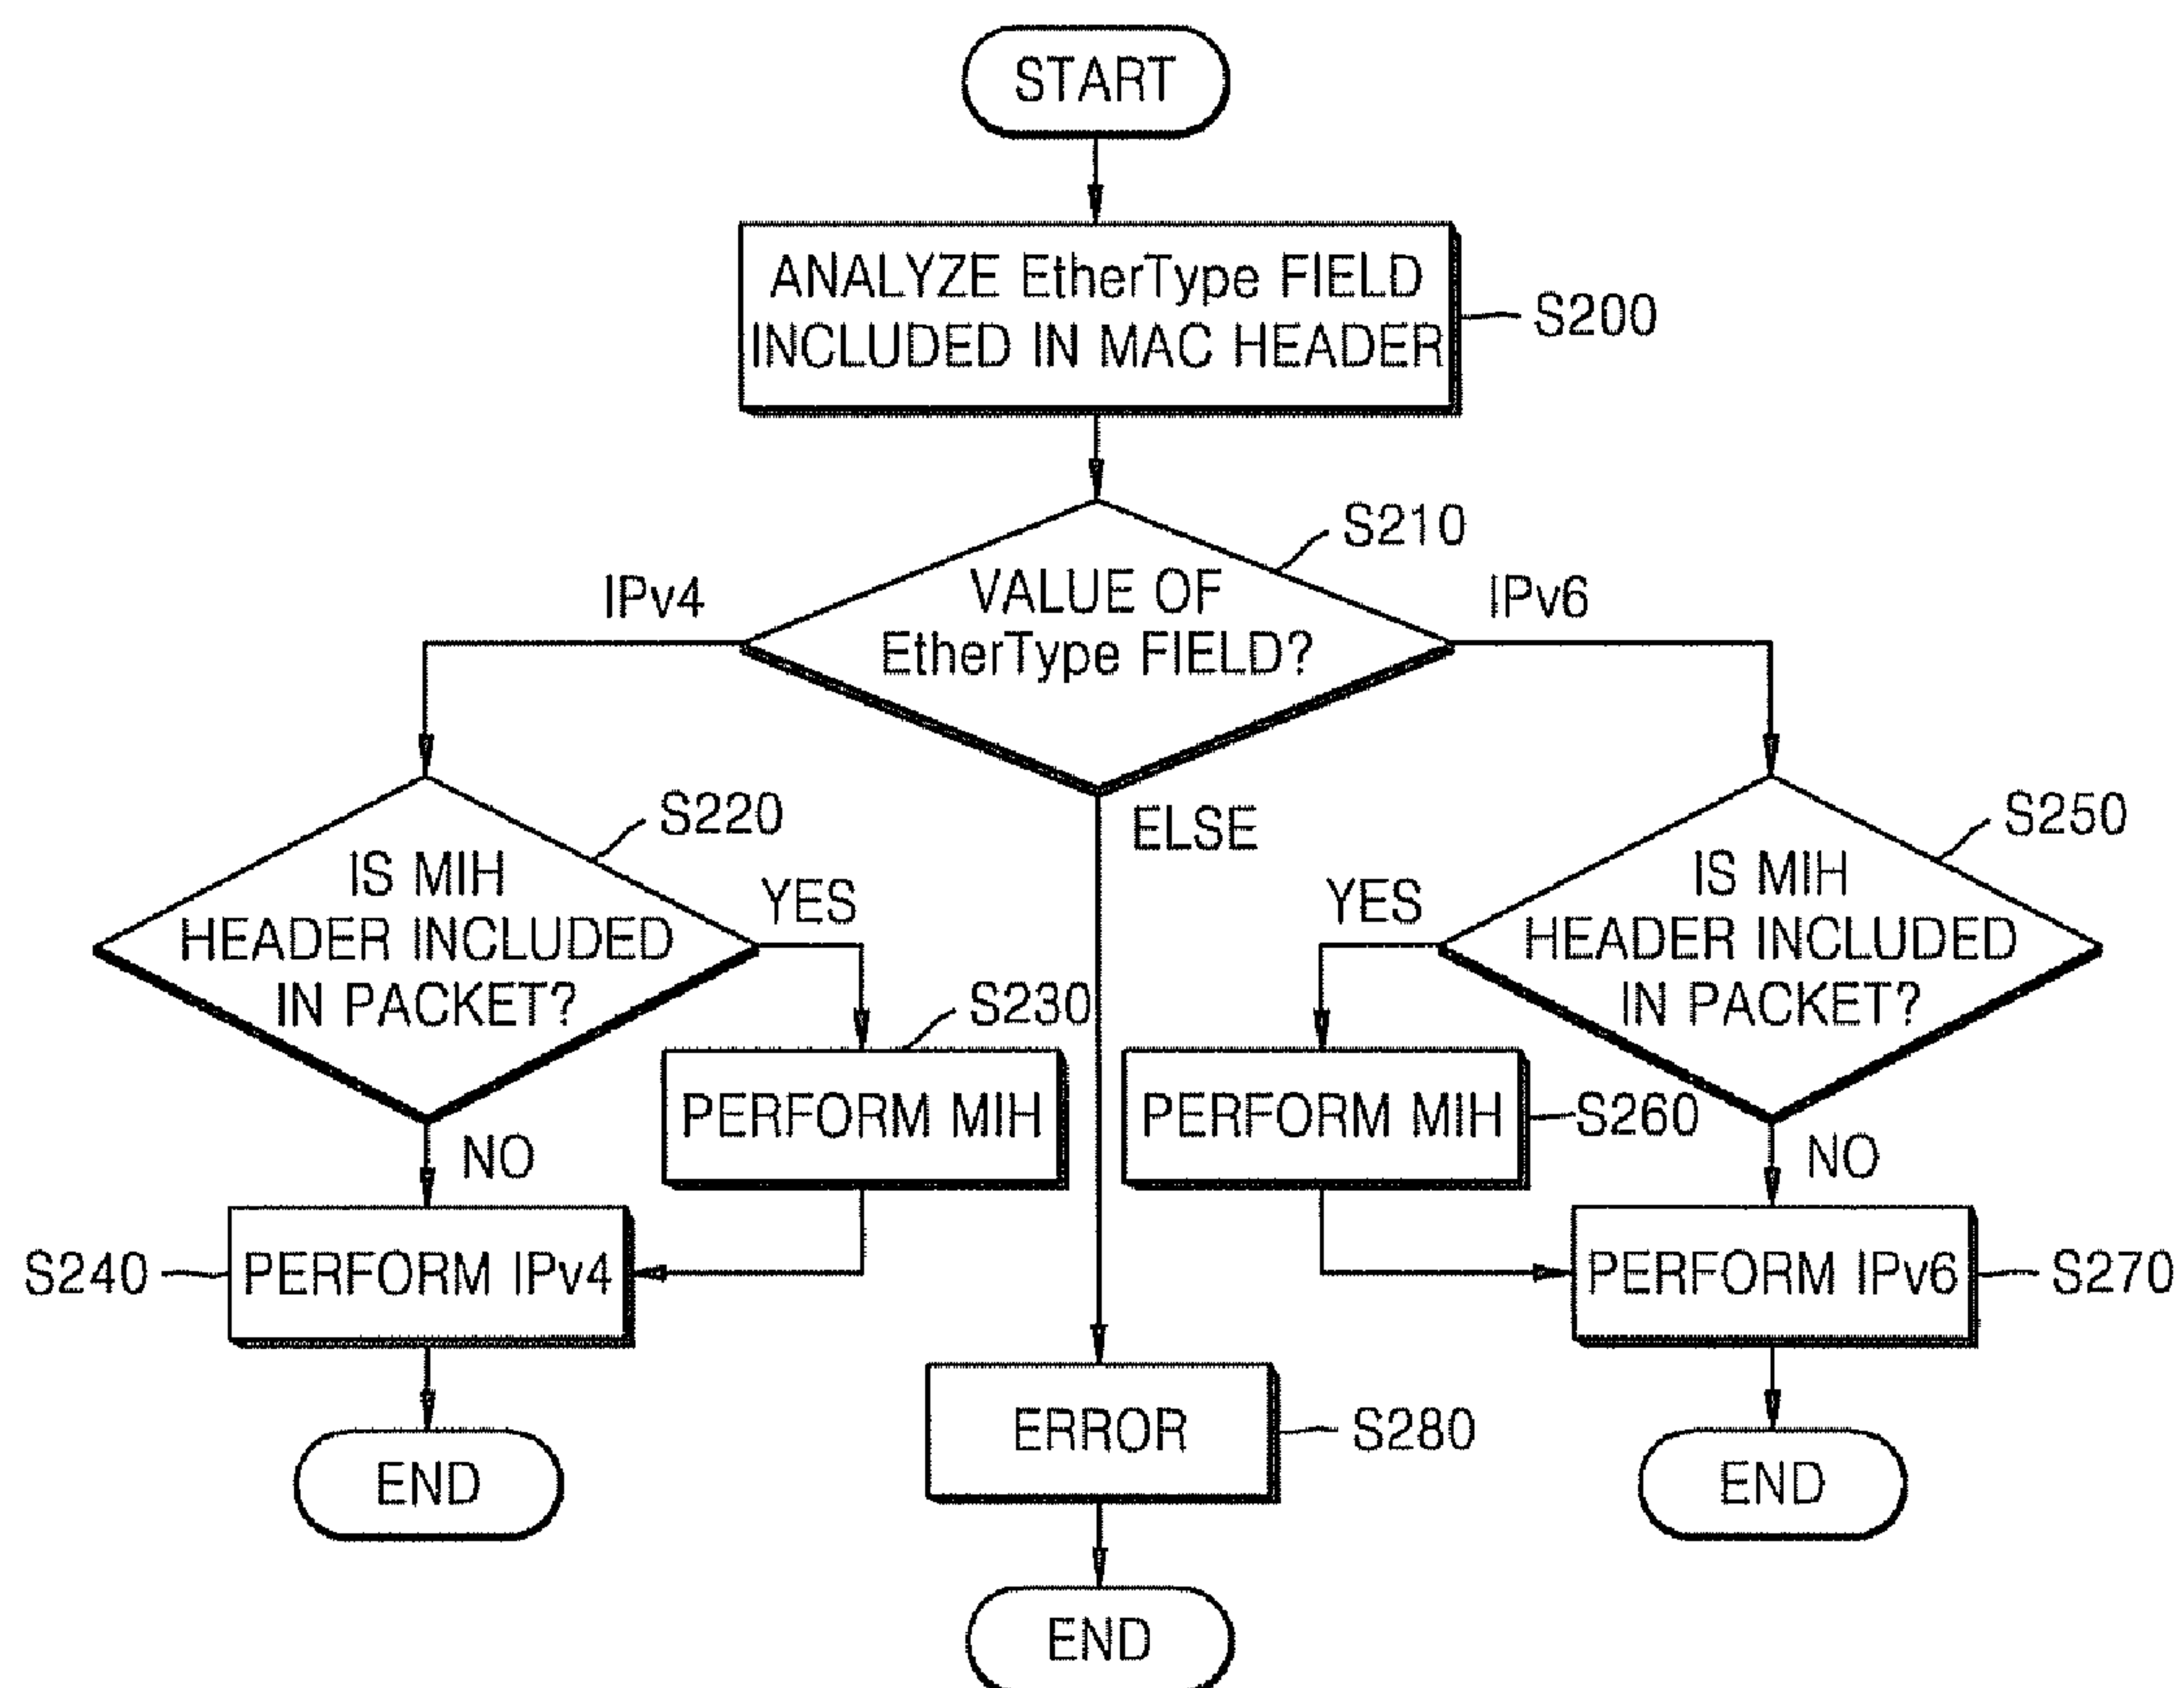 START
ANALYZE EtherType FIELD
INCLUDED IN MAC HEADER
S200
S210
VALUE OF
EtherType FIELD?
IPv4
IPv6
ELSE
S220
IS MIH
HEADER INCLUDED
IN PACKET?
YES
NO
S230
PERFORM MIH
S240
PERFORM IPv4
END
S250
IS MIH
HEADER INCLUDED
IN PACKET?
YES
NO
PERFORM MIH
S260
PERFORM IPv6
S270
END
ERROR
S280
END